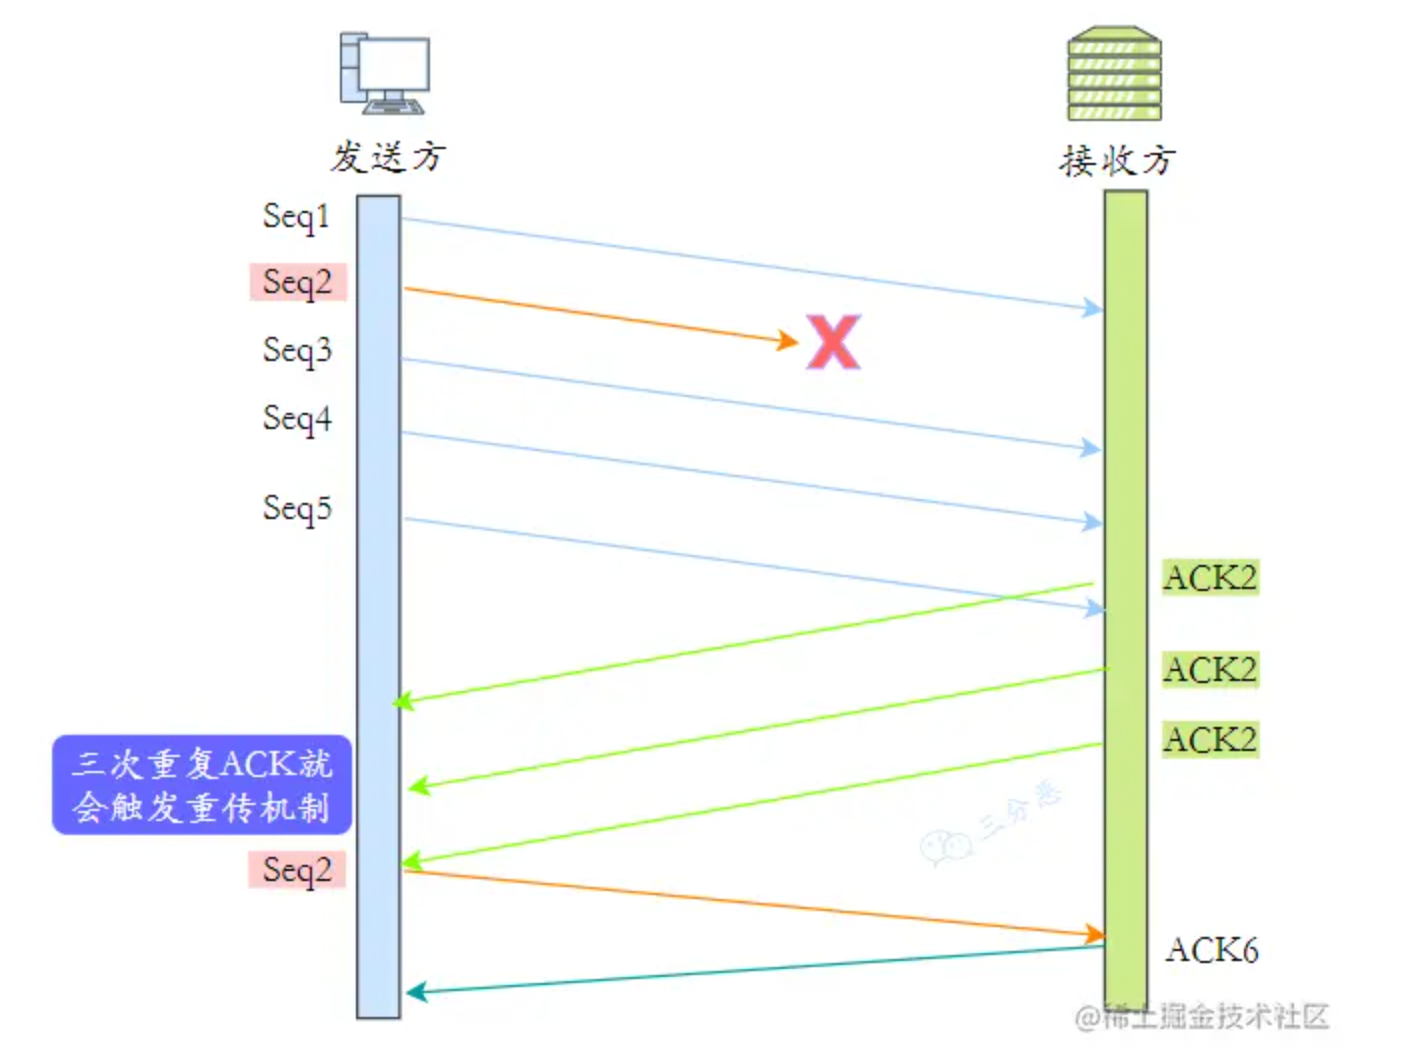 发送方
接收方
Seq1
Seq2
X
Seq3
Seq4
Seq5
ACK2
ACK2
ACK2
三次重复ACK就
会触发重传机制
三分恶
Seq2
ACK6
@稀土掘金技术社区